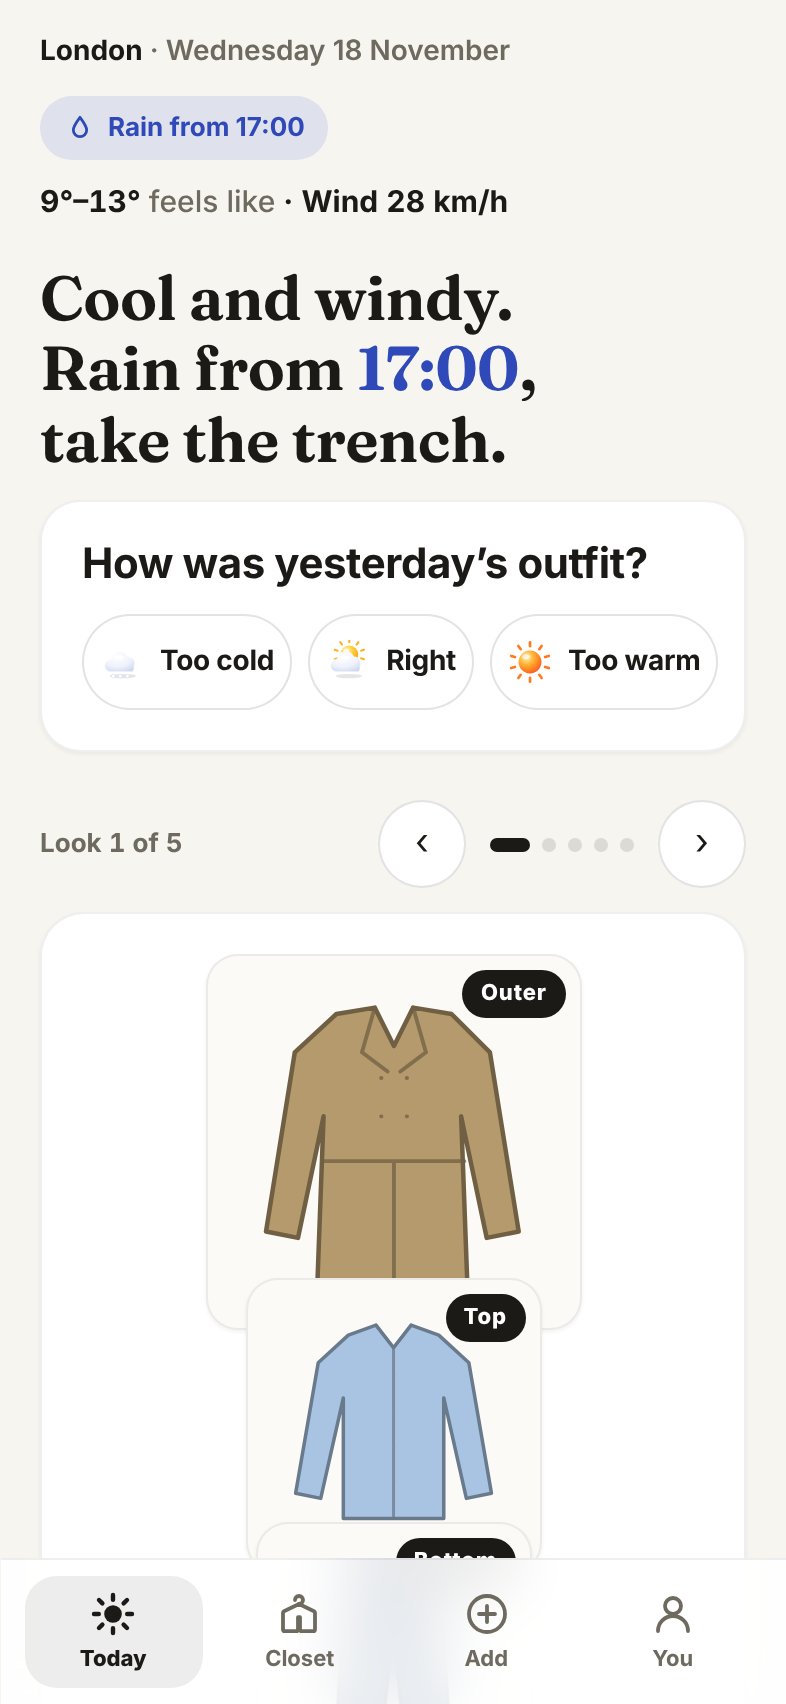 London · Wednesday 18 November
Rain from 17:00
9°–13° feels like · Wind 28 km/h
Cool and windy.
Rain from 17:00,
take the trench.
How was yesterday’s outfit?
Too cold
Right
Too warm
Look 1 of 5
Outer
Top
Bottom
Today
Closet
Add
You